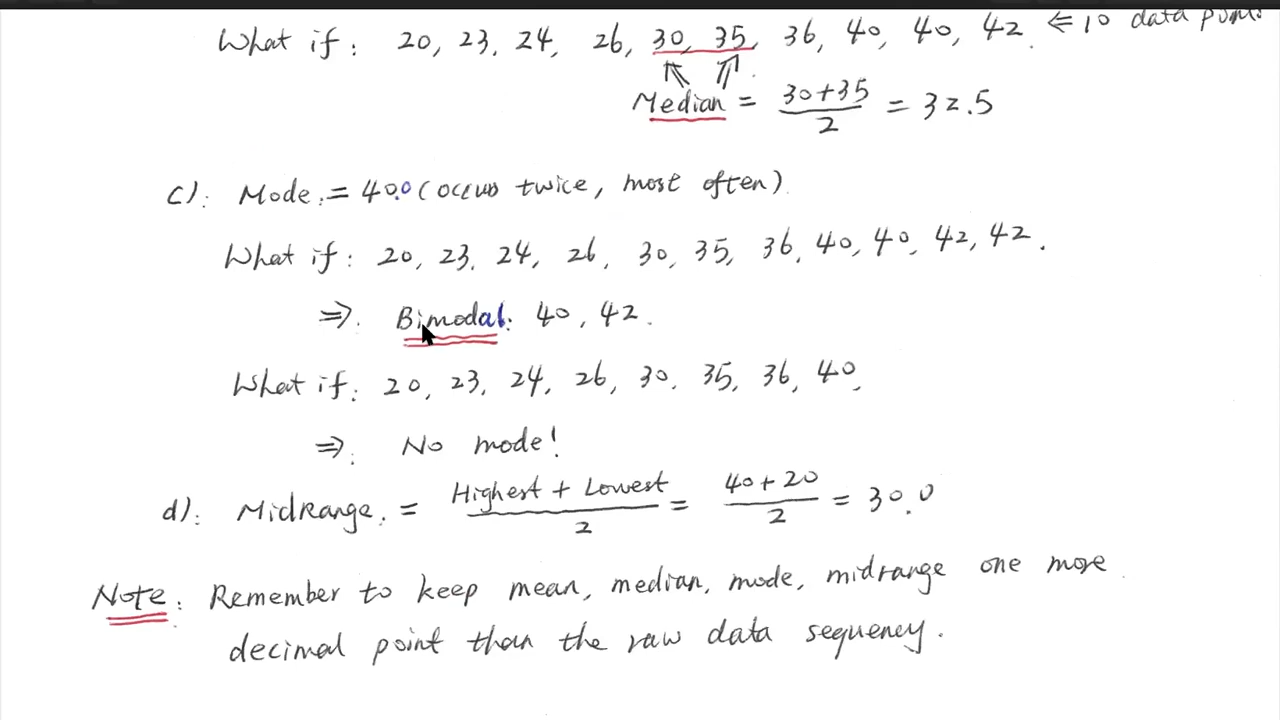 What if: 20, 23, 24, 26, 30, 35, 36, 40, 40, 42. ⇐ 10 data points
Median = (30+35)/2 = 32.5
c). Mode. = 40.0 (occurs twice, most often)
What if: 20, 23, 24, 26, 30, 35, 36, 40, 40, 42, 42.
⇒. Bimodal: 40, 42.
What if: 20, 23, 24, 26, 30, 35, 36, 40,
⇒. No mode!
d). MidRange. = (Highest + Lowest)/2 = (40+20)/2 = 30.0
Note: Remember to keep mean, median, mode, midrange one more
decimal point than the raw data sequency.